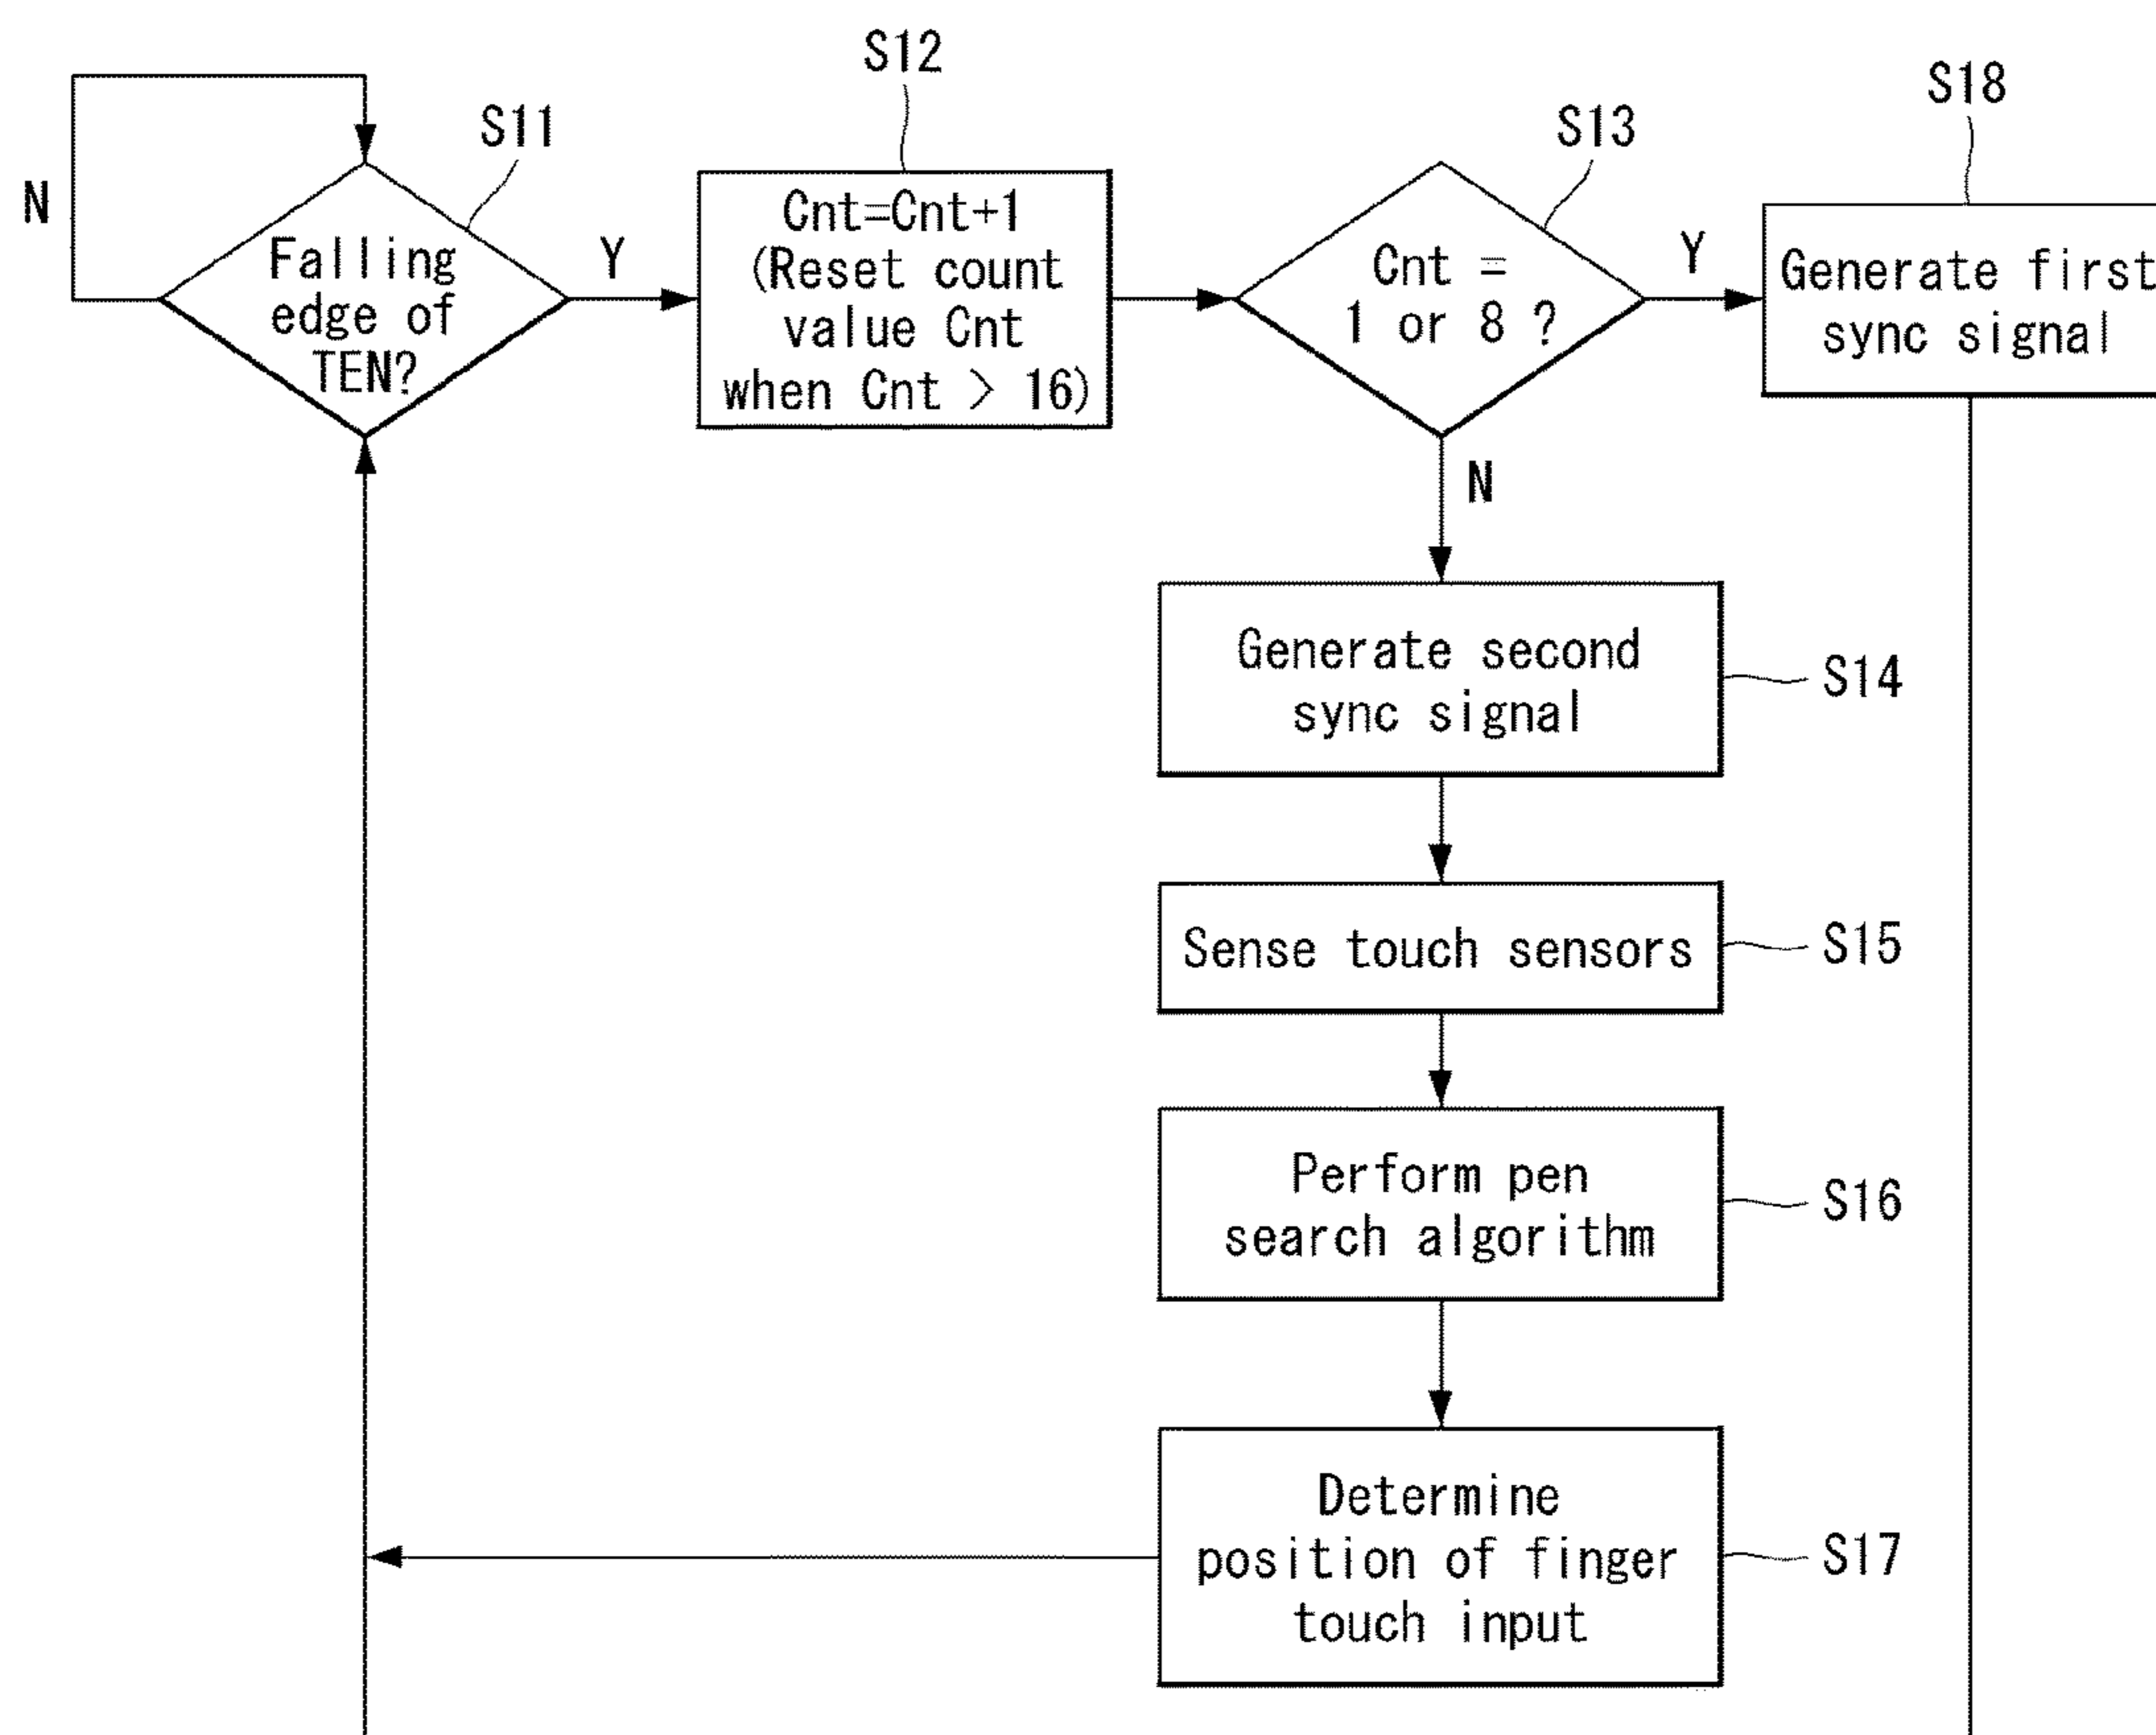 S11
N
Falling
edge of
TEN?
Y
S12
Cnt=Cnt+1
(Reset count
value Cnt
when Cnt > 16)
S13
Cnt =
1 or 8 ?
Y
S18
Generate first
sync signal
N
Generate second
sync signal
S14
Sense touch sensors
S15
Perform pen
search algorithm
S16
Determine
position of finger
touch input
S17